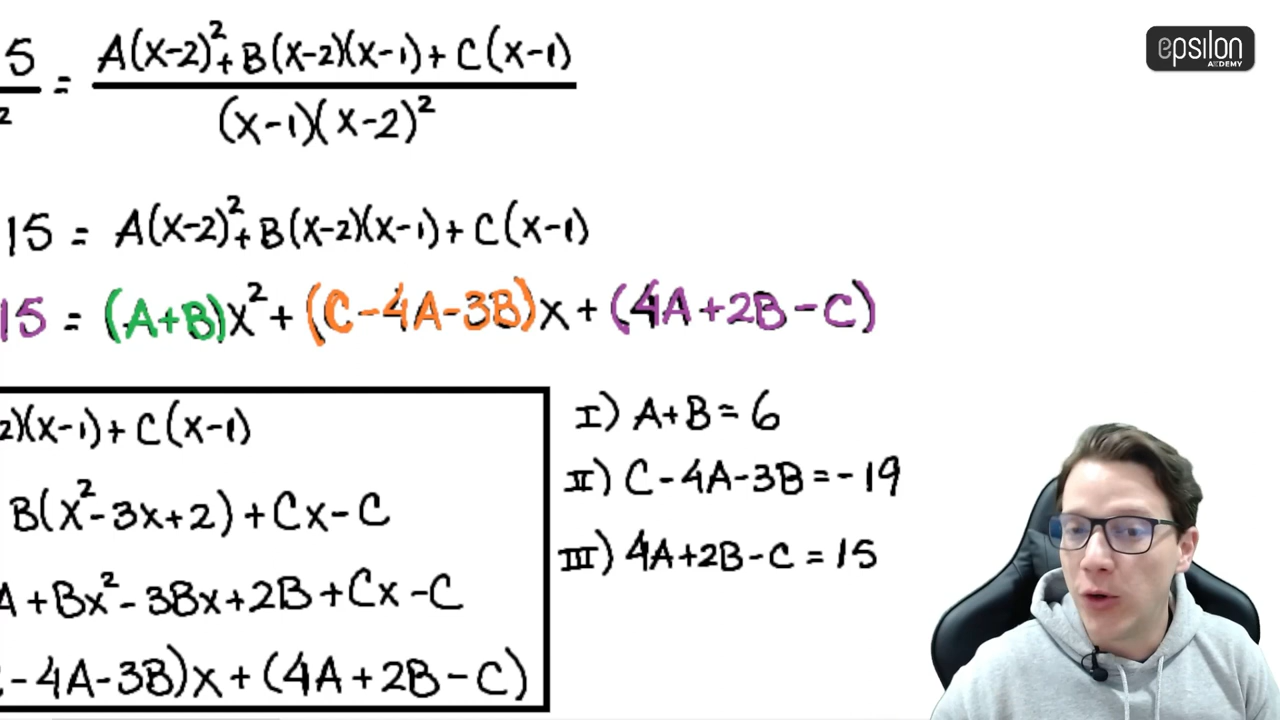 epsilon
AXDEMY
5 / 2 = A(x-2)²+B(x-2)(x-1)+C(x-1) / (x-1)(x-2)²
15 = A(x-2)²+B(x-2)(x-1)+C(x-1)
15 = (A+B)x²+(C-4A-3B)x+(4A+2B-C)
2)(x-1)+C(x-1)
B(x²-3x+2)+Cx-C
A+Bx²-3Bx+2B+Cx-C
-4A-3B)x+(4A+2B-C)
I) A+B=6
II) C-4A-3B=-19
III) 4A+2B-C=15